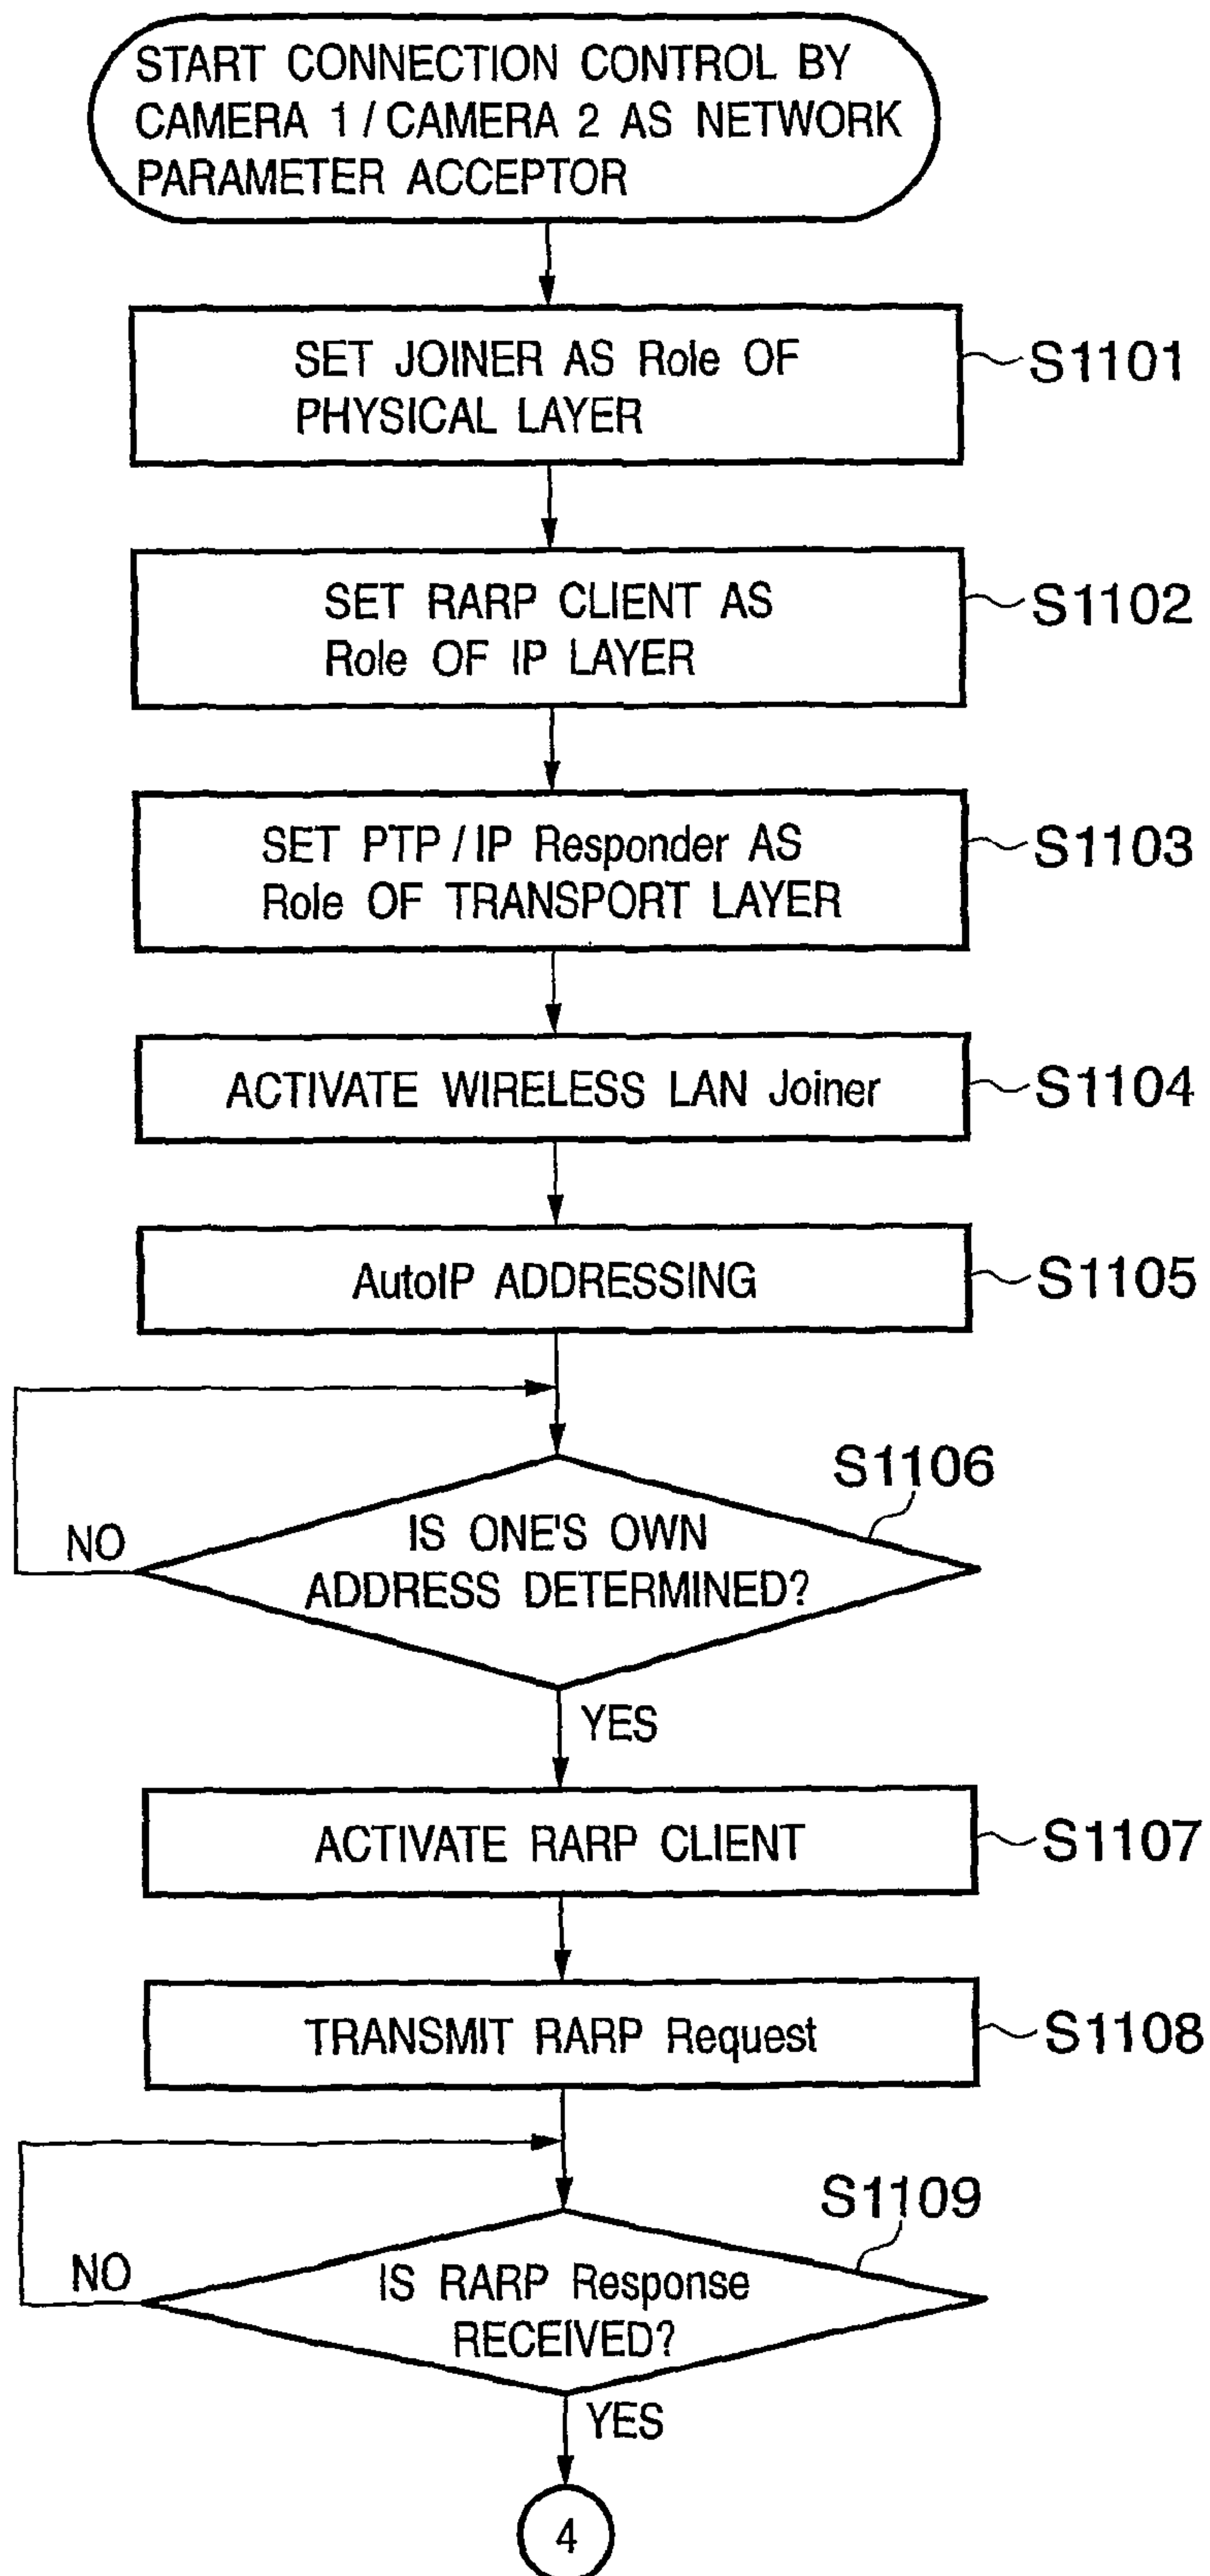 START CONNECTION CONTROL BY
CAMERA 1 / CAMERA 2 AS NETWORK
PARAMETER ACCEPTOR
SET JOINER AS Role OF
PHYSICAL LAYER
S1101
SET RARP CLIENT AS
Role OF IP LAYER
S1102
SET PTP / IP Responder AS
Role OF TRANSPORT LAYER
S1103
ACTIVATE WIRELESS LAN Joiner
S1104
AutoIP ADDRESSING
S1105
S1106
IS ONE'S OWN
ADDRESS DETERMINED?
NO
YES
ACTIVATE RARP CLIENT
S1107
TRANSMIT RARP Request
S1108
S1109
IS RARP Response
RECEIVED?
NO
YES
4